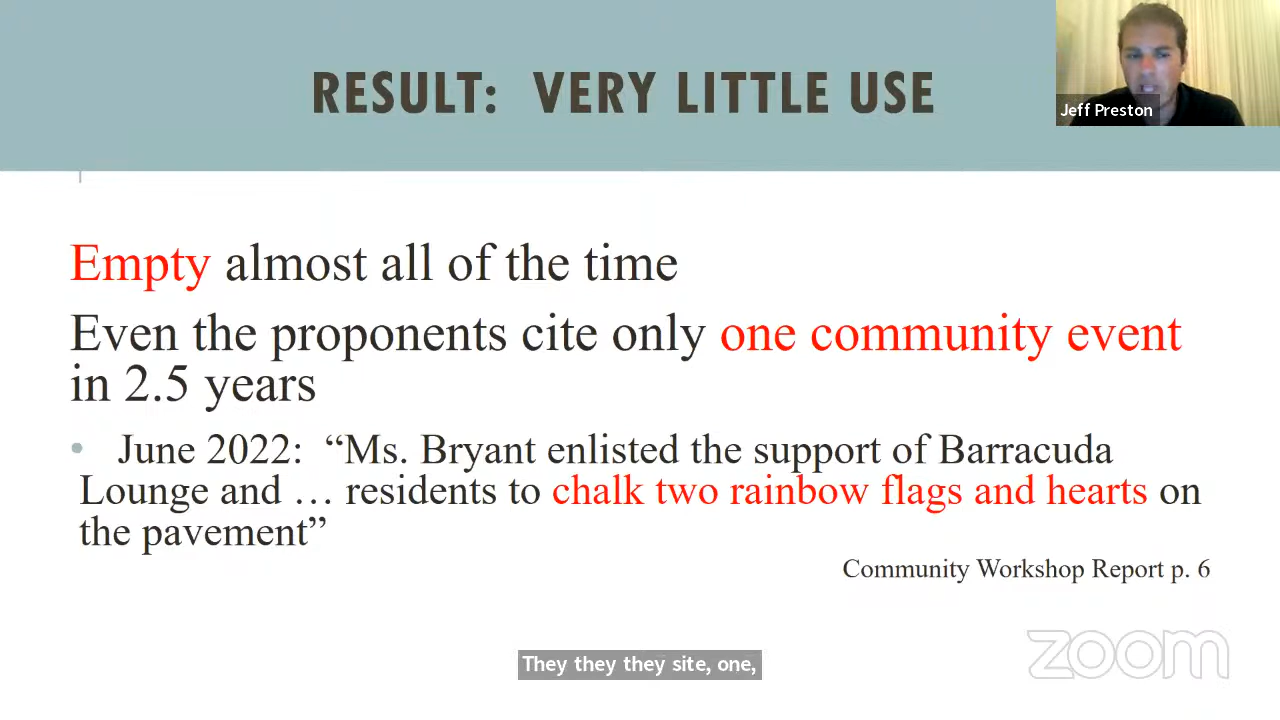 RESULT: VERY LITTLE USE
Jeff Preston
Empty almost all of the time
Even the proponents cite only one community event
in 2.5 years
• June 2022: “Ms. Bryant enlisted the support of Barracuda
Lounge and … residents to chalk two rainbow flags and hearts on
the pavement”
Community Workshop Report p. 6
They they they site, one,
zoom